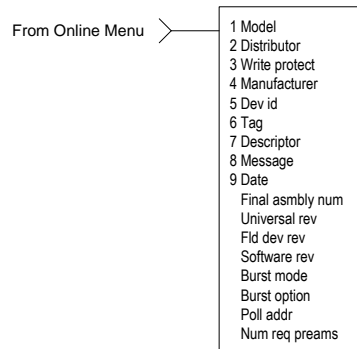 From Online Menu
1 Model
2 Distributor
3 Write protect
4 Manufacturer
5 Dev id
6 Tag
7 Descriptor
8 Message
9 Date
Final asmbly num
Universal rev
Fld dev rev
Software rev
Burst mode
Burst option
Poll addr
Num req preams